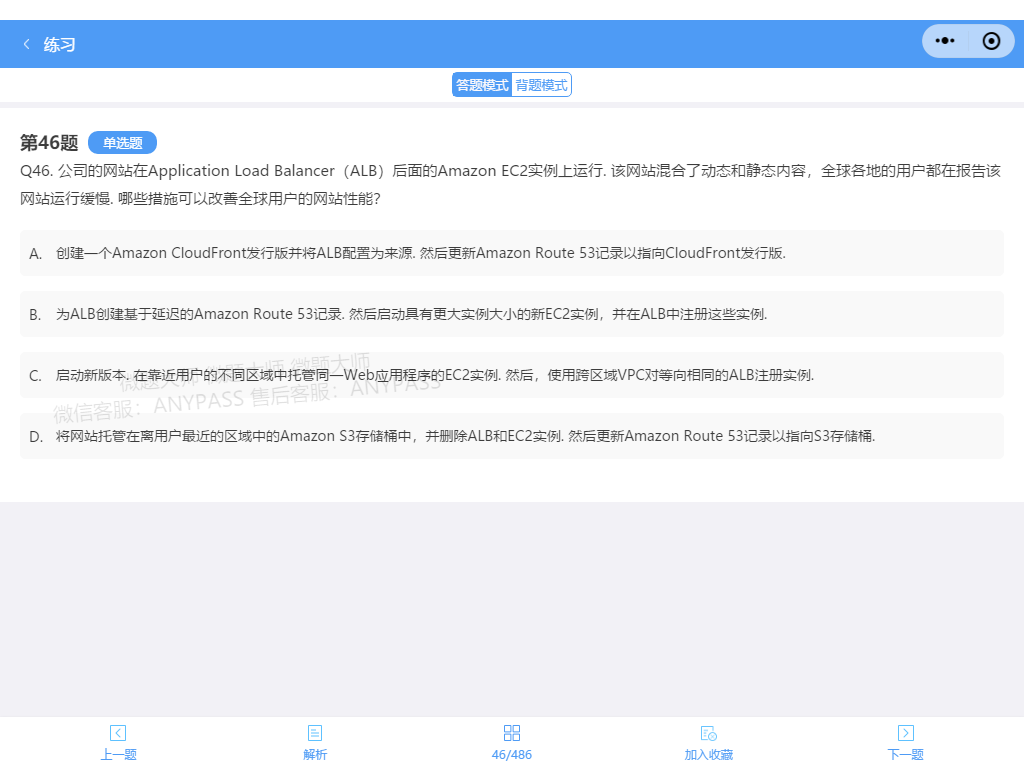 练习
答题模式 背题模式
第46题 单选题
Q46. 公司的网站在Application Load Balancer（ALB）后面的Amazon EC2实例上运行. 该网站混合了动态和静态内容，全球各地的用户都在报告该
网站运行缓慢. 哪些措施可以改善全球用户的网站性能？
A. 创建一个Amazon CloudFront发行版并将ALB配置为来源. 然后更新Amazon Route 53记录以指向CloudFront发行版.
B. 为ALB创建基于延迟的Amazon Route 53记录. 然后启动具有更大实例大小的新EC2实例，并在ALB中注册这些实例.
C. 启动新版本. 在靠近用户的不同区域中托管同一Web应用程序的EC2实例. 然后，使用跨区域VPC对等向相同的ALB注册实例.
微信客服：ANYPASS 售后客服：ANYPASS
D. 将网站托管在离用户最近的区域中的Amazon S3存储桶中，并删除ALB和EC2实例. 然后更新Amazon Route 53记录以指向S3存储桶.
上一题 解析 46/486 加入收藏 下一题